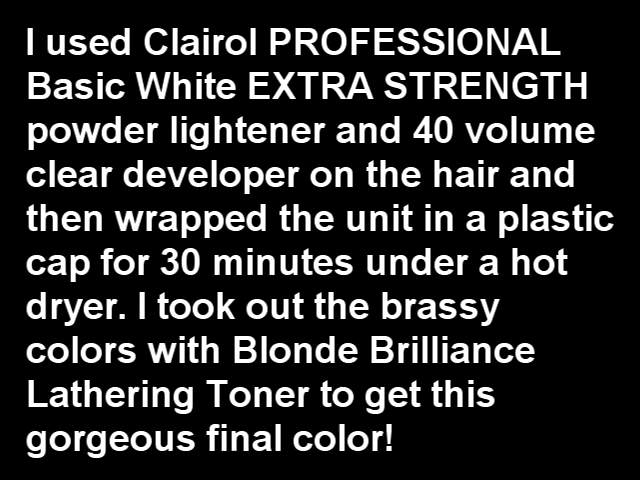 I used Clairol PROFESSIONAL
Basic White EXTRA STRENGTH
powder lightener and 40 volume
clear developer on the hair and
then wrapped the unit in a plastic
cap for 30 minutes under a hot
dryer. I took out the brassy
colors with Blonde Brilliance
Lathering Toner to get this
gorgeous final color!